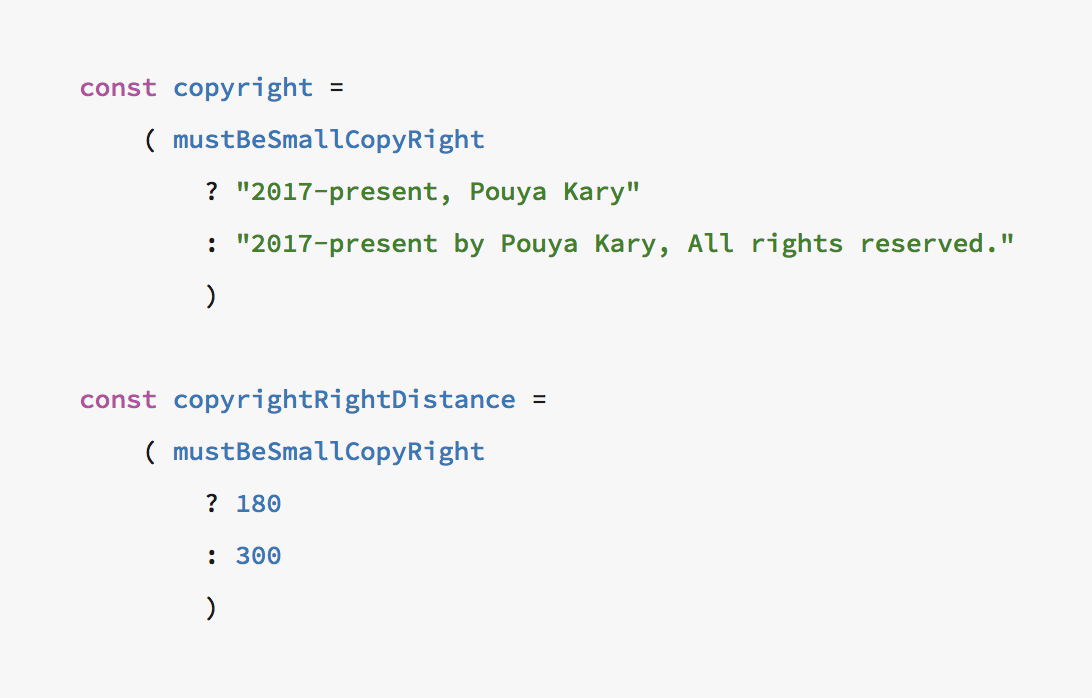 const copyright =
    ( mustBeSmallCopyRight
        ? "2017-present, Pouya Kary"
        : "2017-present by Pouya Kary, All rights reserved."
        )

const copyrightRightDistance =
    ( mustBeSmallCopyRight
        ? 180
        : 300
        )